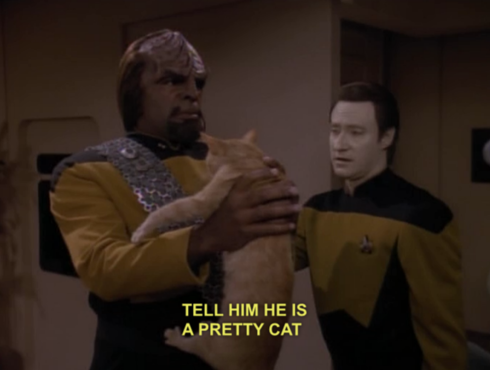 TELL HIM HE IS
A PRETTY CAT